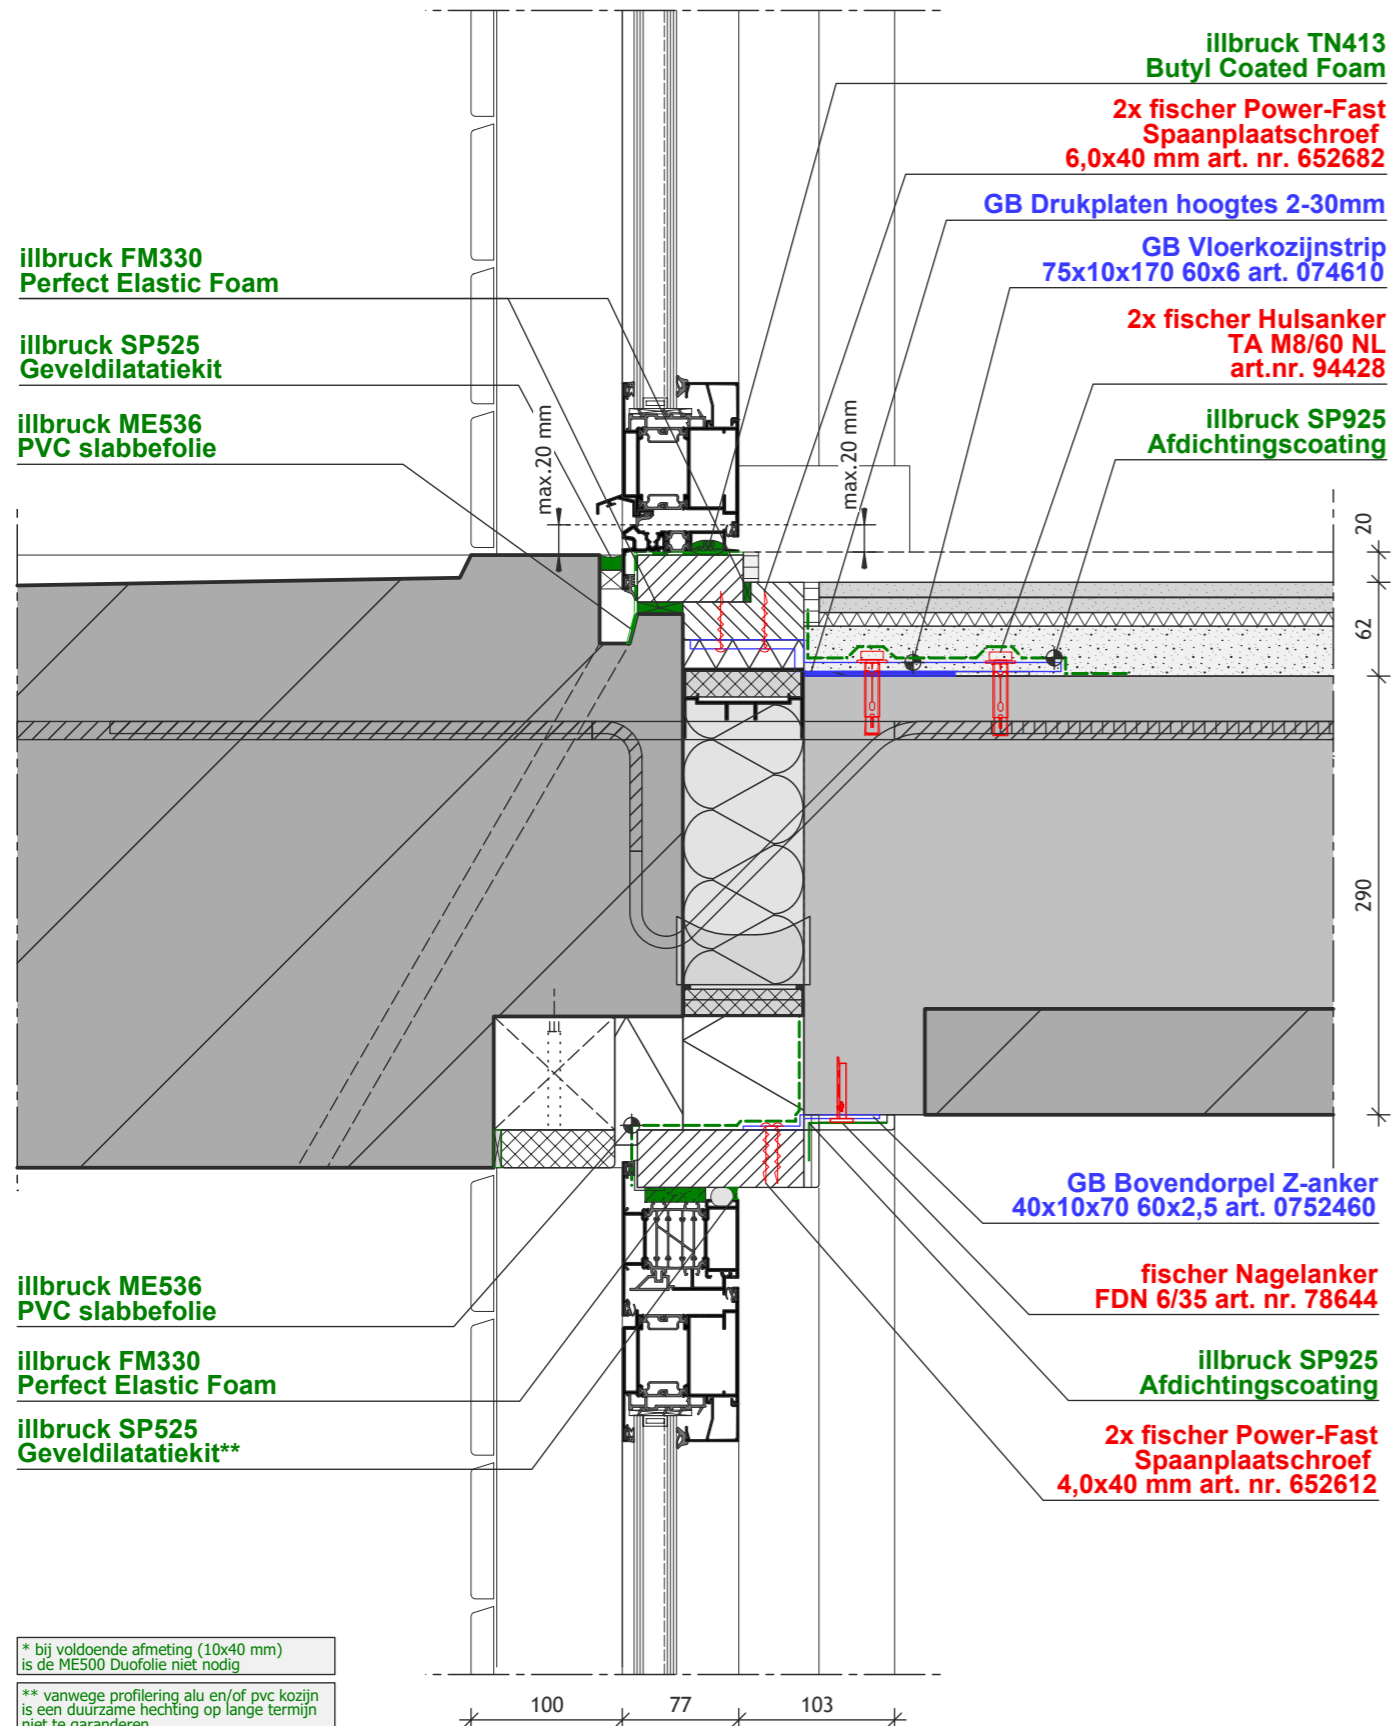 illbruck TN413
Butyl Coated Foam
2x fischer Power-Fast
Spaanplaatschroef
6,0x40 mm art. nr. 652682
GB Drukplaten hoogtes 2-30mm
GB Vloerkozijnstrip
75x10x170 60x6 art. 074610
2x fischer Hulsanker
TA M8/60 NL
art.nr. 94428
illbruck SP925
Afdichtingscoating
illbruck FM330
Perfect Elastic Foam
illbruck SP525
Geveldilatatiekit
illbruck ME536
PVC slabbefolie
max.20 mm
max.20 mm
20
62
290
GB Bovendorpel Z-anker
40x10x70 60x2,5 art. 0752460
fischer Nagelanker
FDN 6/35 art. nr. 78644
illbruck SP925
Afdichtingscoating
2x fischer Power-Fast
Spaanplaatschroef
4,0x40 mm art. nr. 652612
illbruck ME536
PVC slabbefolie
illbruck FM330
Perfect Elastic Foam
illbruck SP525
Geveldilatatiekit**
* bij voldoende afmeting (10x40 mm)
is de ME500 Duofolie niet nodig
** vanwege profilering alu en/of pvc kozijn
is een duurzame hechting op lange termijn
niet te garanderen
100
77
103